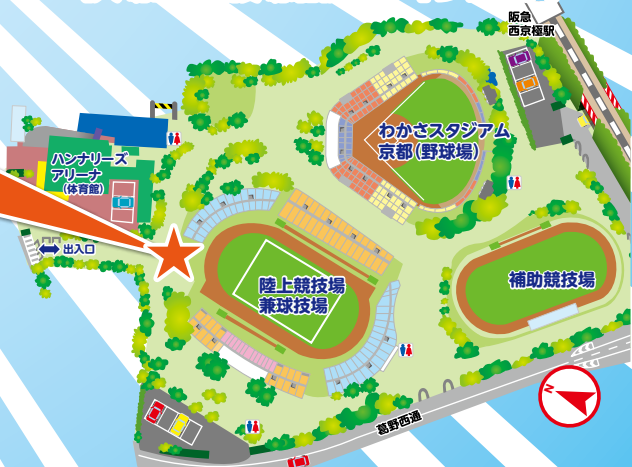 阪急
西京極駅
わかさスタジアム
京都（野球場）
ハンナリーズ
アリーナ
（体育館）
出入口
陸上競技場
兼球技場
補助競技場
葛野西通
N